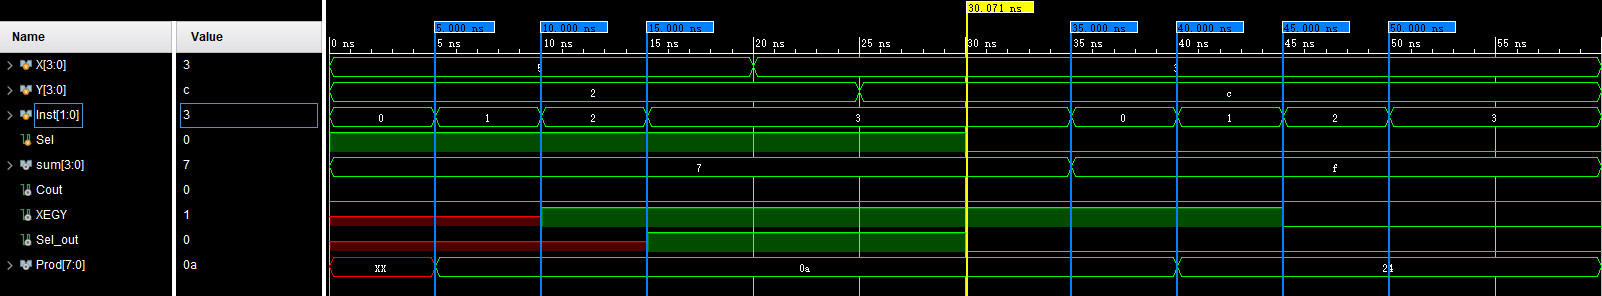 30.071 ns
5.000 ns 10.000 ns 15.000 ns 35.000 ns 40.000 ns 45.000 ns 50.000 ns
Name Value
0 ns 5 ns 10 ns 15 ns 20 ns 25 ns 30 ns 35 ns 40 ns 45 ns 50 ns 55 ns
X[3:0] 3 5 3
Y[3:0] c 2 c
Inst[1:0] 3 0 1 2 3 0 1 2 3
Sel 0
sum[3:0] 7 7 f
Cout 0
XEGY 1
Sel_out 0
Prod[7:0] 0a XX 0a 24